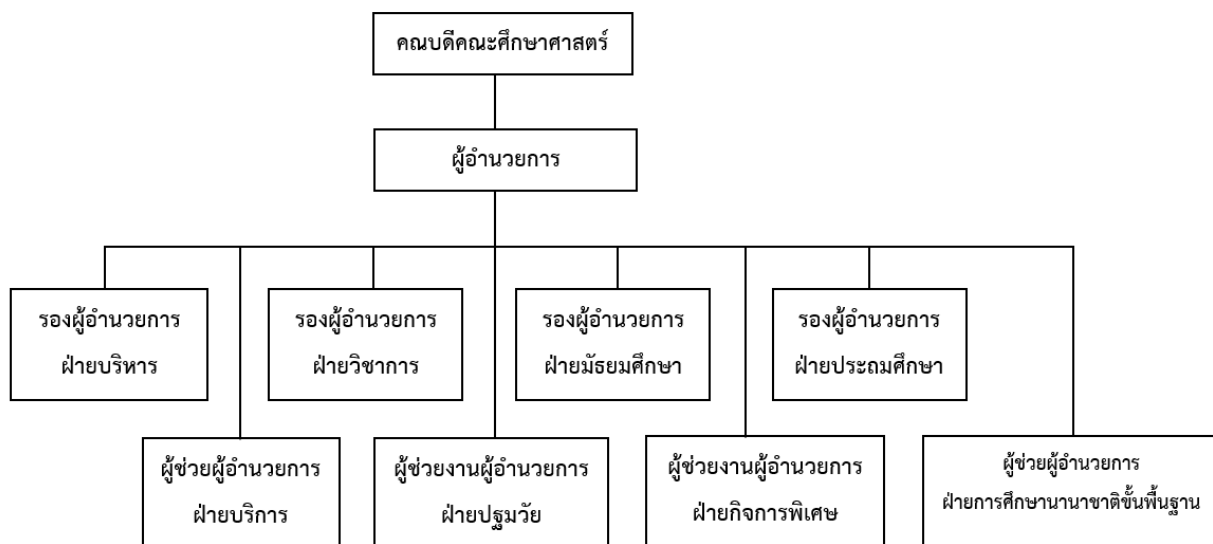 คณบดีคณะศึกษาศาสตร์
ผู้อำนวยการ
รองผู้อำนวยการ
ฝ่ายบริหาร
รองผู้อำนวยการ
ฝ่ายวิชาการ
รองผู้อำนวยการ
ฝ่ายมัธยมศึกษา
รองผู้อำนวยการ
ฝ่ายประถมศึกษา
ผู้ช่วยผู้อำนวยการ
ฝ่ายบริการ
ผู้ช่วยงานผู้อำนวยการ
ฝ่ายปฐมวัย
ผู้ช่วยงานผู้อำนวยการ
ฝ่ายกิจการพิเศษ
ผู้ช่วยผู้อำนวยการ
ฝ่ายการศึกษานานาชาติขั้นพื้นฐาน